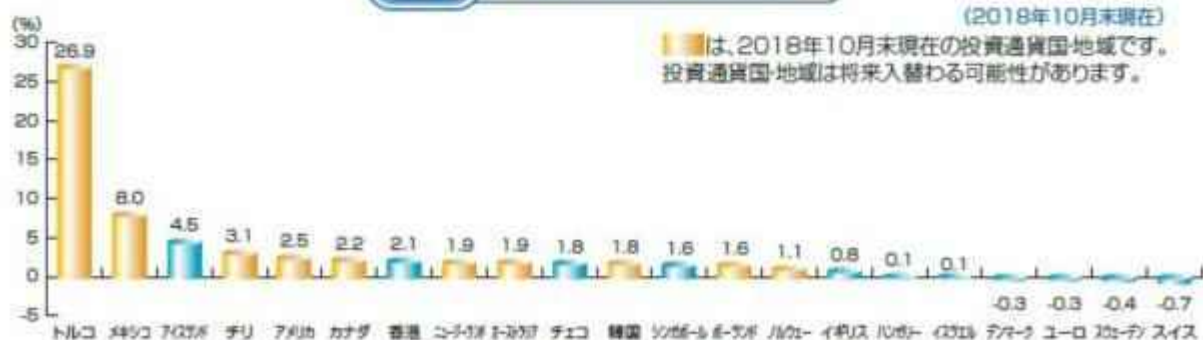 (2018年10月末現在)
(%)
は、2018年10月末現在の投資通貨国・地域です。
投資通貨国・地域は将来入替わる可能性があります。
30
25
20
15
10
5
0
-5
26.9 8.0 4.5 3.1 2.5 2.2 2.1 1.9 1.9 1.8 1.8 1.6 1.6 1.1 0.8 0.1 0.1 -0.3 -0.3 -0.4 -0.7
トルコ メキシコ アイスランド チリ アメリカ カナダ 香港 ニュージーランド オーストラリア チェコ 韓国 シンガポール ポーランド ノルウェー イギリス ハンガリー イスラエル デンマーク ユーロ スウェーデン スイス